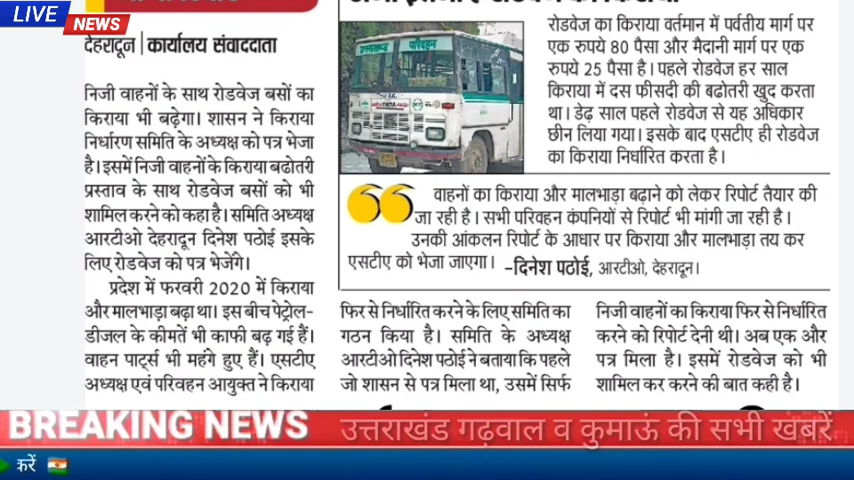 LIVE
NEWS
देहरादून | कार्यालय संवाददाता
निजी वाहनों के साथ रोडवेज बसों का
किराया भी बढ़ेगा। शासन ने किराया
निर्धारण समिति के अध्यक्ष को पत्र भेजा
है। इसमें निजी वाहनों के किराया बढोतरी
प्रस्ताव के साथ रोडवेज बसों को भी
शामिल करने को कहा है। समिति अध्यक्ष
आरटीओ देहरादून दिनेश पठोई इसके
लिए रोडवेज को पत्र भेजेंगे।
प्रदेश में फरवरी 2020 में किराया
और मालभाड़ा बढ़ा था। इस बीच पेट्रोल-
डीजल के कीमतें भी काफी बढ़ गई हैं।
वाहन पार्ट्स भी महंगे हुए हैं। एसटीए
अध्यक्ष एवं परिवहन आयुक्त ने किराया
उत्तराखण्ड परिवहन
TATA
रोडवेज का किराया वर्तमान में पर्वतीय मार्ग पर
एक रुपये 80 पैसा और मैदानी मार्ग पर एक
रुपये 25 पैसा है। पहले रोडवेज हर साल
किराया में दस फीसदी की बढोतरी खुद करता
था। डेढ़ साल पहले रोडवेज से यह अधिकार
छीन लिया गया। इसके बाद एसटीए ही रोडवेज
का किराया निर्धारित करता है।
वाहनों का किराया और मालभाड़ा बढ़ाने को लेकर रिपोर्ट तैयार की
जा रही है। सभी परिवहन कंपनियों से रिपोर्ट भी मांगी जा रही है।
उनकी आंकलन रिपोर्ट के आधार पर किराया और मालभाड़ा तय कर
एसटीए को भेजा जाएगा। -दिनेश पठोई, आरटीओ, देहरादून।
फिर से निर्धारित करने के लिए समिति का
गठन किया है। समिति के अध्यक्ष
आरटीओ दिनेश पठोई ने बताया कि पहले
जो शासन से पत्र मिला था, उसमें सिर्फ
निजी वाहनों का किराया फिर से निर्धारित
करने को रिपोर्ट देनी थी। अब एक और
पत्र मिला है। इसमें रोडवेज को भी
शामिल कर करने की बात कही है।
BREAKING NEWS
उत्तराखंड गढ़वाल व कुमाऊं की सभी खबरें
करें